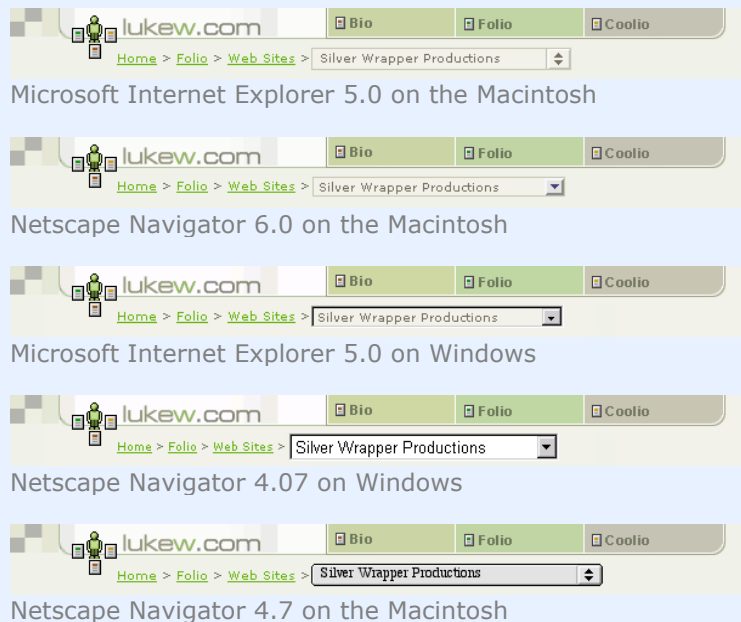 lukew.com Bio Folio Coolio
Home > Folio > Web Sites > Silver Wrapper Productions
Microsoft Internet Explorer 5.0 on the Macintosh
lukew.com Bio Folio Coolio
Home > Folio > Web Sites > Silver Wrapper Productions
Netscape Navigator 6.0 on the Macintosh
lukew.com Bio Folio Coolio
Home > Folio > Web Sites > Silver Wrapper Productions
Microsoft Internet Explorer 5.0 on Windows
lukew.com Bio Folio Coolio
Home > Folio > Web Sites > Silver Wrapper Productions
Netscape Navigator 4.07 on Windows
lukew.com Bio Folio Coolio
Home > Folio > Web Sites > Silver Wrapper Productions
Netscape Navigator 4.7 on the Macintosh